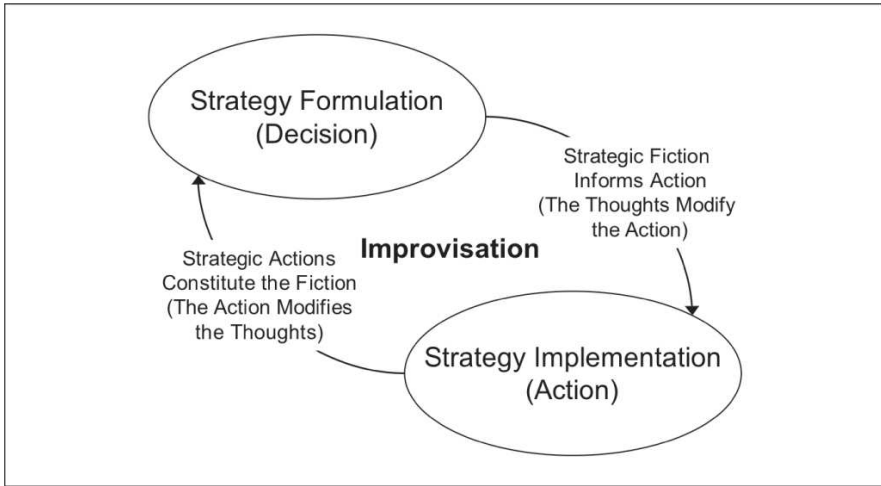 Strategy Formulation
(Decision)
Strategic Fiction
Informs Action
(The Thoughts Modify
the Action)
Improvisation
Strategic Actions
Constitute the Fiction
(The Action Modifies
the Thoughts)
Strategy Implementation
(Action)